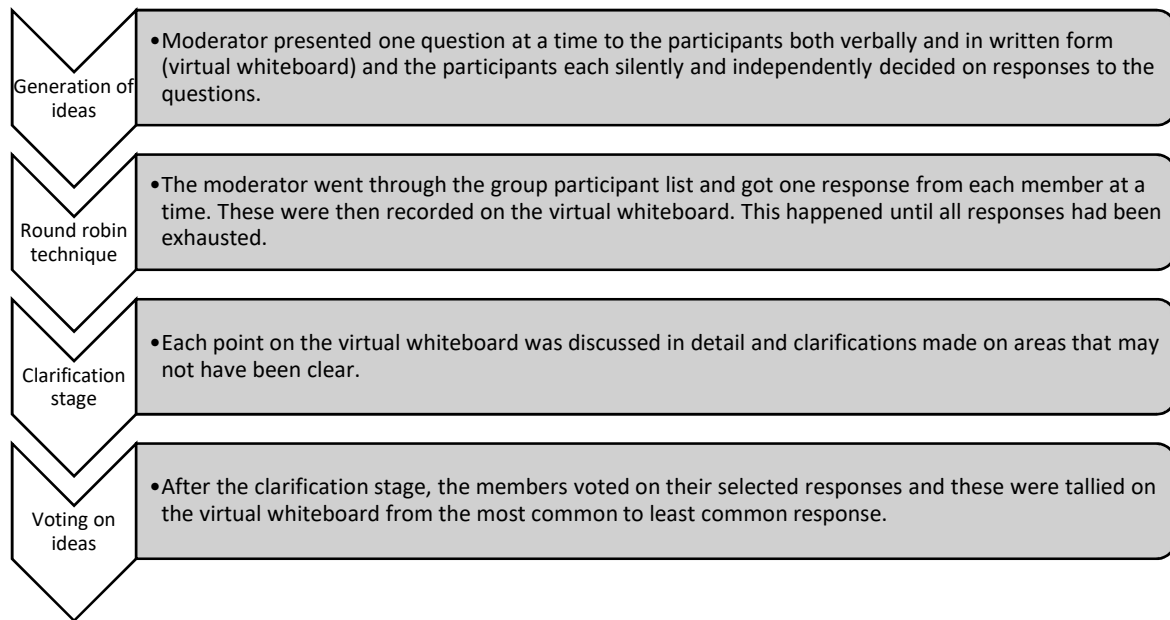 Generation of
ideas
•Moderator presented one question at a time to the participants both verbally and in written form
(virtual whiteboard) and the participants each silently and independently decided on responses to the
questions.
Round robin
technique
•The moderator went through the group participant list and got one response from each member at a
time. These were then recorded on the virtual whiteboard. This happened until all responses had been
exhausted.
Clarification
stage
•Each point on the virtual whiteboard was discussed in detail and clarifications made on areas that may
not have been clear.
Voting on
ideas
•After the clarification stage, the members voted on their selected responses and these were tallied on
the virtual whiteboard from the most common to least common response.